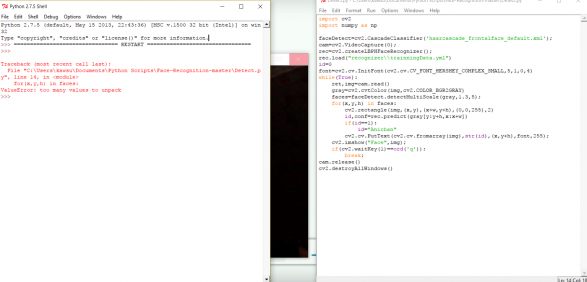 Python 2.7.5 Shell
File Edit Shell Debug Options Windows Help
Python 2.7.5 (default, May 15 2013, 22:43:36) [MSC v.1500 32 bit (Intel)] on win
32
Type "copyright", "credits" or "license()" for more information.
>>> ================================ RESTART ================================
>>>
Traceback (most recent call last):
File "C:\Users\ \Documents\Python Scripts\Face-Recognition-master\Detect.p
y", line 14, in <module>
for(x,y,h) in faces:
ValueError: too many values to unpack
>>>
File Edit Format Run Options Windows Help
import cv2
import numpy as np
faceDetect=cv2.CascadeClassifier('haarcascade_frontalface_default.xml');
cam=cv2.VideoCapture(0);
rec=cv2.createLBPHFaceRecognizer();
rec.load("recognizer\\trainingData.yml")
id=0
font=cv2.cv.InitFont(cv2.cv.CV_FONT_HERSHEY_COMPLEX_SMALL,5,1,0,4)
while(True):
ret,img=cam.read()
gray=cv2.cvtColor(img,cv2.COLOR_BGR2GRAY)
faces=faceDetect.detectMultiScale(gray,1.3,5);
for(x,y,h) in faces:
cv2.rectangle(img,(x,y),(x+w,y+h),(0,0,255),2)
id,conf=rec.predict(gray[y:y+h,x:x+w])
if(id==1):
id="Anirban"
cv2.cv.PutText(cv2.cv.fromarray(img),str(id),(x,y+h),font,255);
cv2.imshow("Face",img);
if(cv2.waitKey(1)==ord('q')):
break;
cam.release()
cv2.destroyAllWindows()
Ln: 14 Col: 18